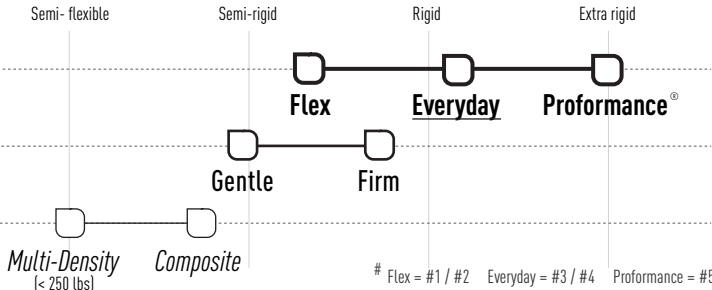 Semi- flexible Semi-rigid Rigid Extra rigid
Flex Everyday Proformance®
Gentle Firm
Multi-Density Composite
(< 250 lbs)
# Flex = #1 / #2 Everyday = #3 / #4 Proformance = #5